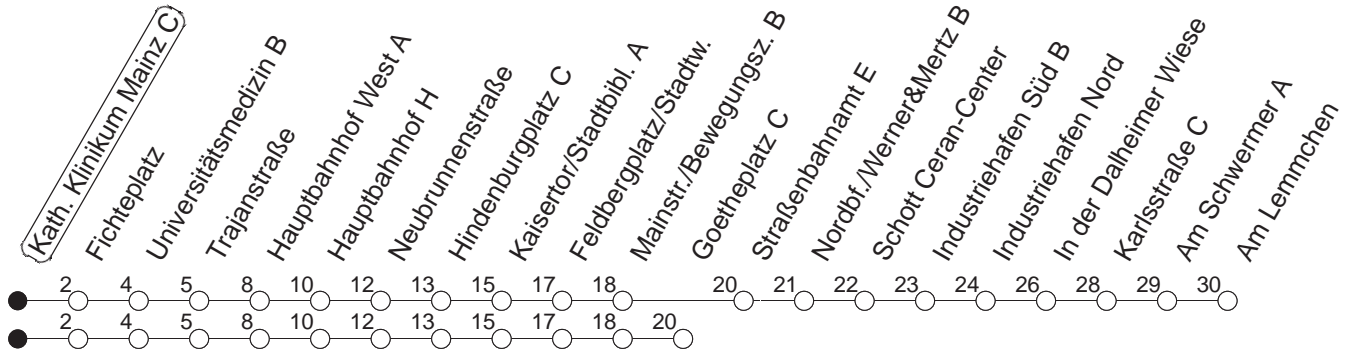 Kath. Klinikum Mainz C
Fichteplatz
Universitätsmedizin B
Trajanstraße
Hauptbahnhof West A
Hauptbahnhof H
Neubrunnenstraße
Hindenburgplatz C
Kaisertor/Stadtbibl. A
Feldbergplatz/Stadtw.
Mainstr./Bewegungsz. B
Goetheplatz C
Straßenbahnamt E
Nordbf./Werner&Mertz B
Schott Ceran-Center
Industriehafen Süd B
Industriehafen Nord
In der Dalheimer Wiese
Karlsstraße C
Am Schwermer A
Am Lemmchen
2 4 5 8 10 12 13 15 17 18 20 21 22 23 24 26 28 29 30
2 4 5 8 10 12 13 15 17 18 20